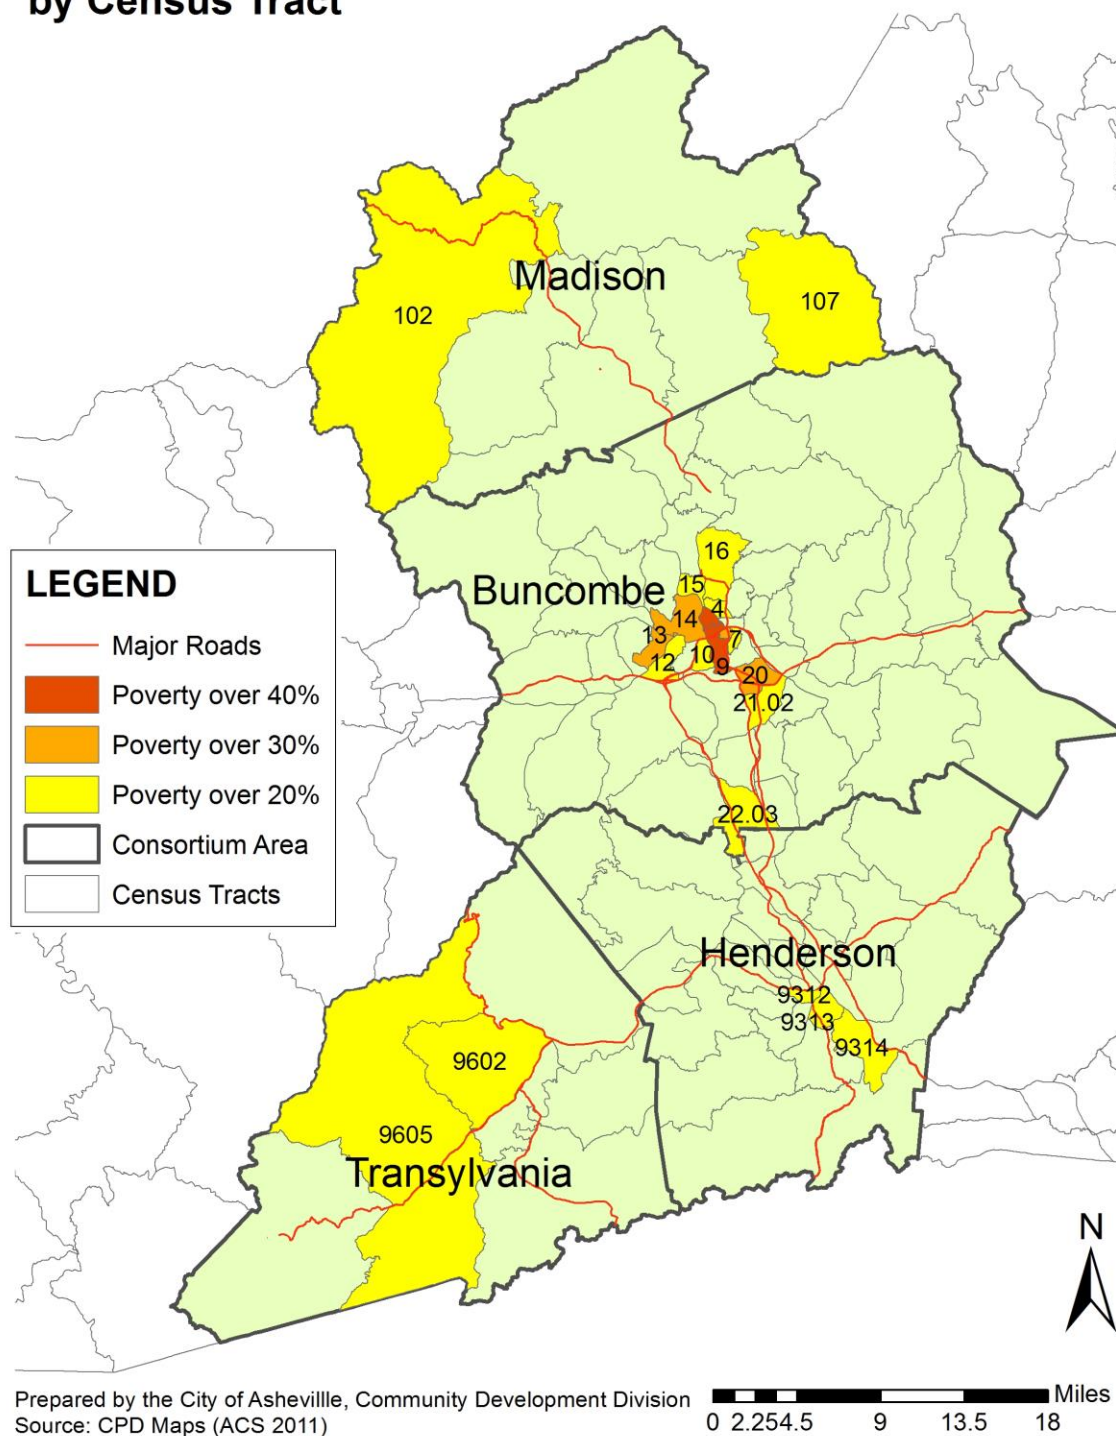 by Census Tract
Madison
107
102
16
LEGEND
Buncombe
15
4
14
13
7
10
12
9
20
21.02
Major Roads
Poverty over 40%
Poverty over 30%
Poverty over 20%
Consortium Area
Census Tracts
22.03
Henderson
9312
9313
9314
9602
9605
Transylvania
N
Prepared by the City of Ashevillle, Community Development Division
Source: CPD Maps (ACS 2011)
Miles
0 2.25 4.5 9 13.5 18